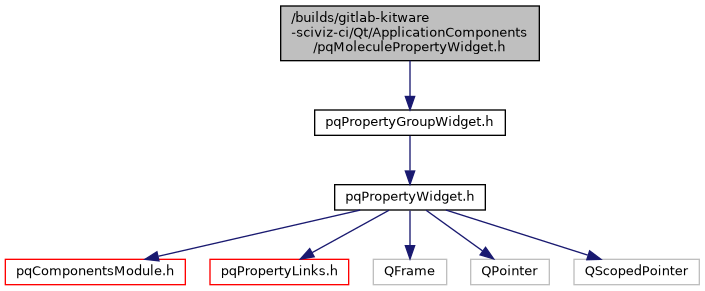 /builds/gitlab-kitware
-sciviz-ci/Qt/ApplicationComponents
/pqMoleculePropertyWidget.h
pqPropertyGroupWidget.h
pqPropertyWidget.h
pqComponentsModule.h
pqPropertyLinks.h
QFrame
QPointer
QScopedPointer